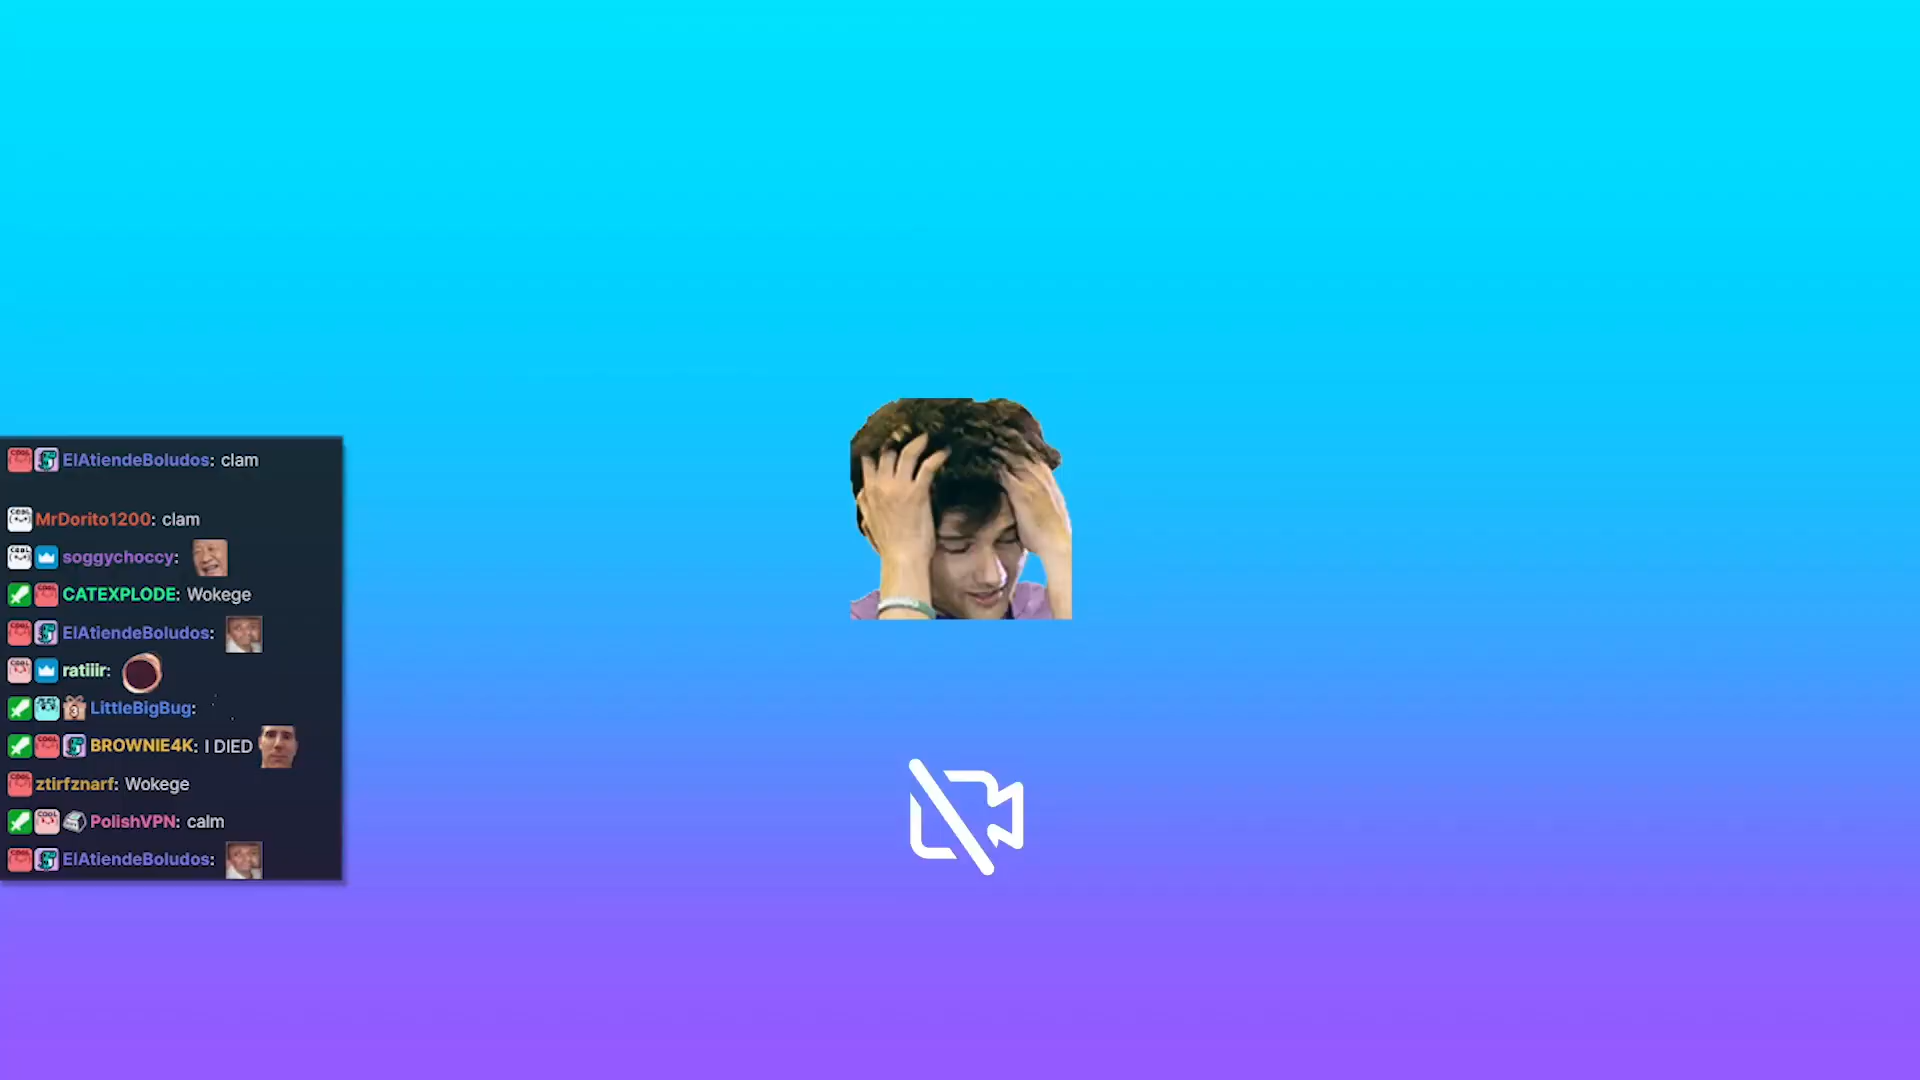 ElAtiendeBoludos: clam
MrDorito1200: clam
soggychoccy:
CATEXPLODE: Wokege
ElAtiendeBoludos:
ratiiir:
LittleBigBug:
BROWNIE4K: I DIED
ztirfznarf: Wokege
PolishVPN: calm
ElAtiendeBoludos: